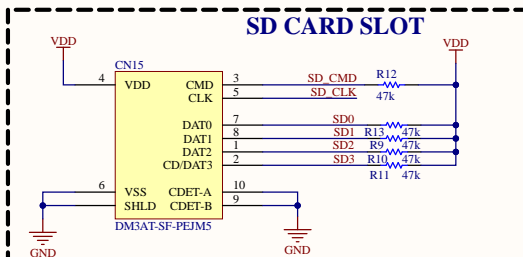 SD CARD SLOT
VDD
VDD
CN15
4 VDD CMD 3 SD_CMD R12
CLK 5 SD_CLK 47k
DAT0 7 SD0
DAT1 8 SD1 R13 47k
DAT2 1 SD2 R9 47k
CD/DAT3 2 SD3 R10 47k
R11 47k
6 VSS CDET-A 10
SHLD CDET-B 9
DM3AT-SF-PEJM5
GND
GND